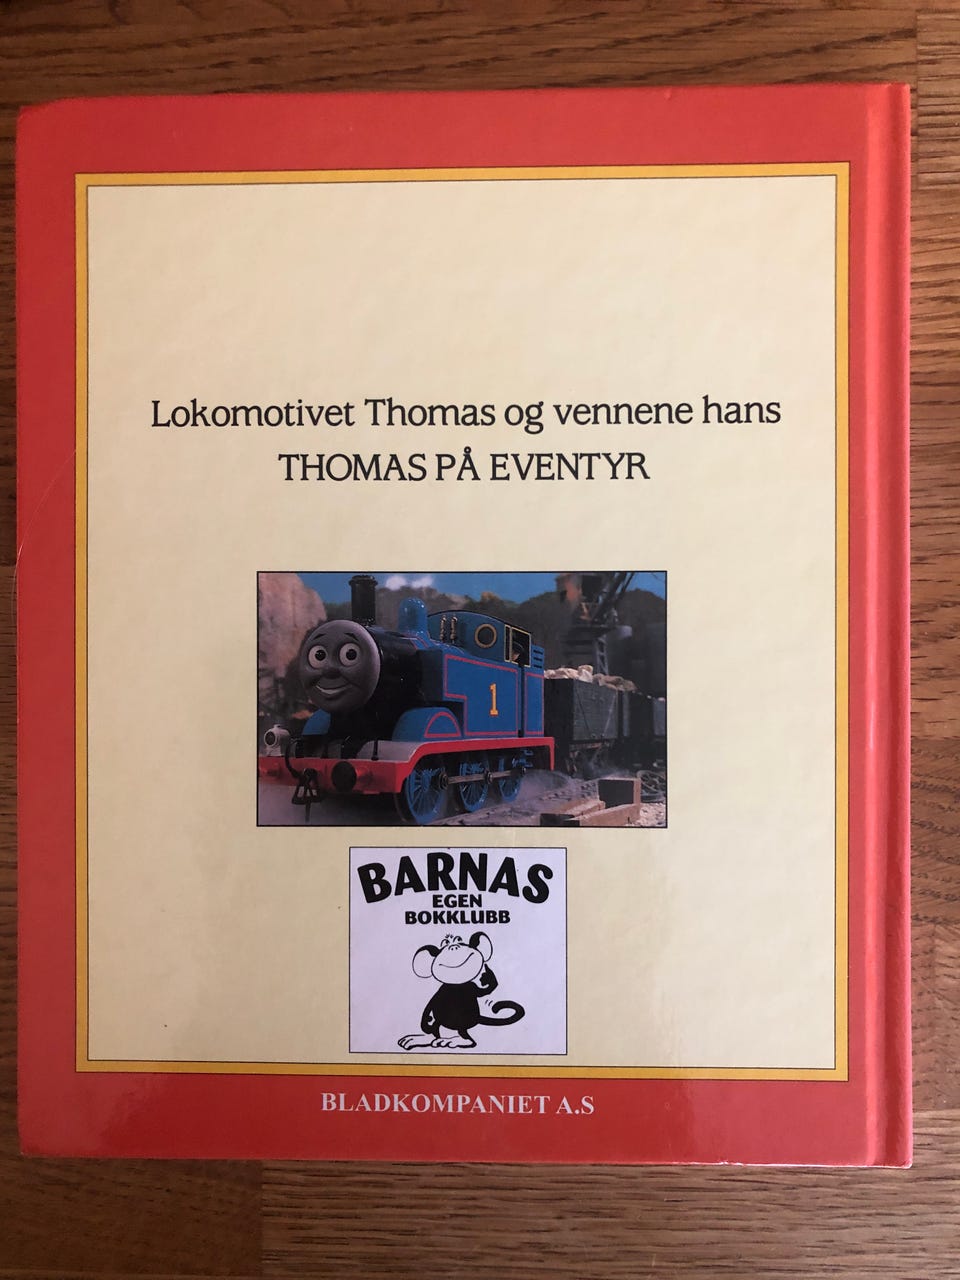 Lokomotivet Thomas og vennene hans
THOMAS PÅ EVENTYR
1
BARNAS
EGEN
BOKKLUBB
BLADKOMPANIET A.S